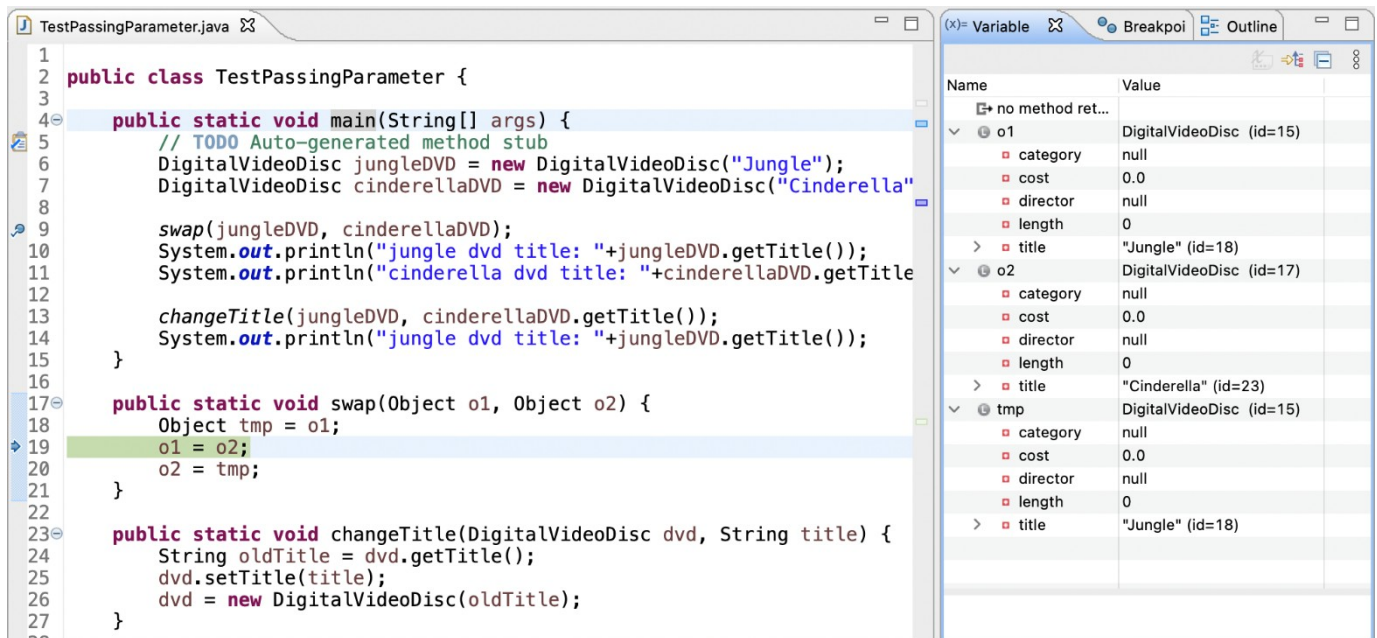 TestPassingParameter.java
1
2 public class TestPassingParameter {
3
4 public static void main(String[] args) {
5 // TODO Auto-generated method stub
6 DigitalVideoDisc jungleDVD = new DigitalVideoDisc("Jungle");
7 DigitalVideoDisc cinderellaDVD = new DigitalVideoDisc("Cinderella"
8
9 swap(jungleDVD, cinderellaDVD);
10 System.out.println("jungle dvd title: "+jungleDVD.getTitle());
11 System.out.println("cinderella dvd title: "+cinderellaDVD.getTitle
12
13 changeTitle(jungleDVD, cinderellaDVD.getTitle());
14 System.out.println("jungle dvd title: "+jungleDVD.getTitle());
15 }
16
17 public static void swap(Object o1, Object o2) {
18 Object tmp = o1;
19 o1 = o2;
20 o2 = tmp;
21 }
22
23 public static void changeTitle(DigitalVideoDisc dvd, String title) {
24 String oldTitle = dvd.getTitle();
25 dvd.setTitle(title);
26 dvd = new DigitalVideoDisc(oldTitle);
27 }
(x)= Variable Breakpoi Outline
Name Value
no method ret...
o1 DigitalVideoDisc (id=15)
category null
cost 0.0
director null
length 0
title "Jungle" (id=18)
o2 DigitalVideoDisc (id=17)
category null
cost 0.0
director null
length 0
title "Cinderella" (id=23)
tmp DigitalVideoDisc (id=15)
category null
cost 0.0
director null
length 0
title "Jungle" (id=18)